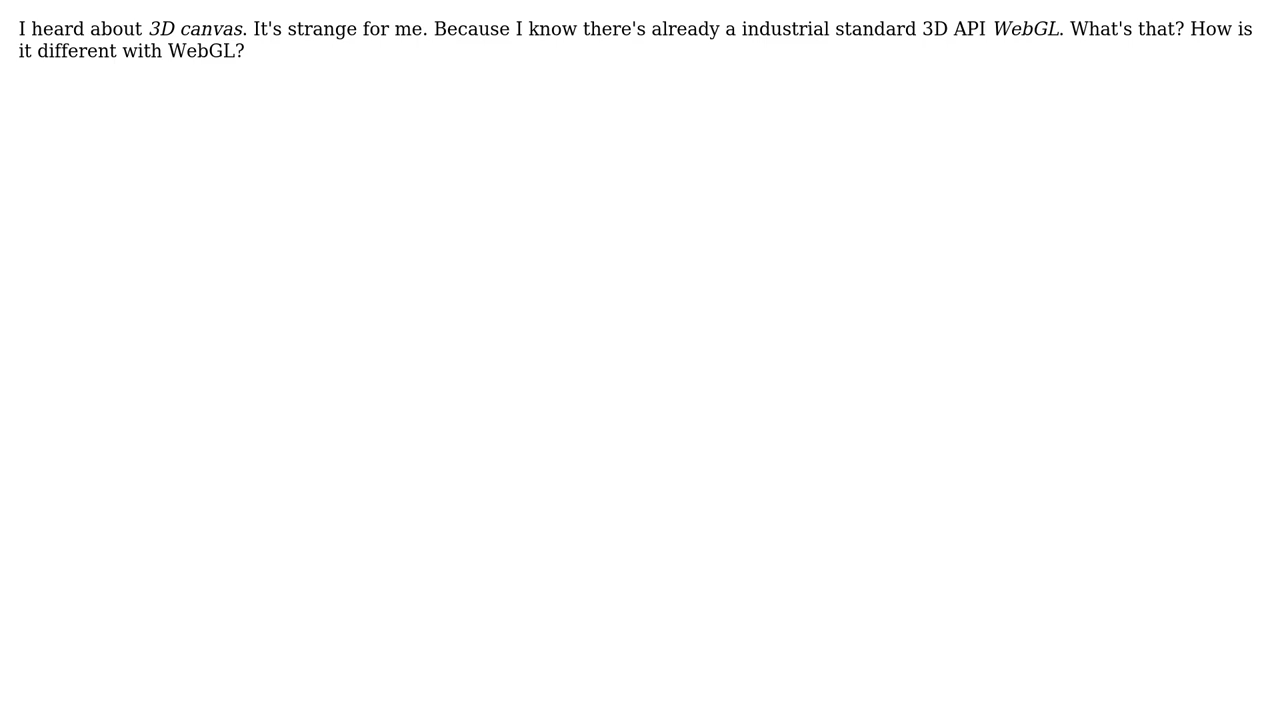 I heard about 3D canvas. It's strange for me. Because I know there's already a industrial standard 3D API WebGL. What's that? How is
it different with WebGL?